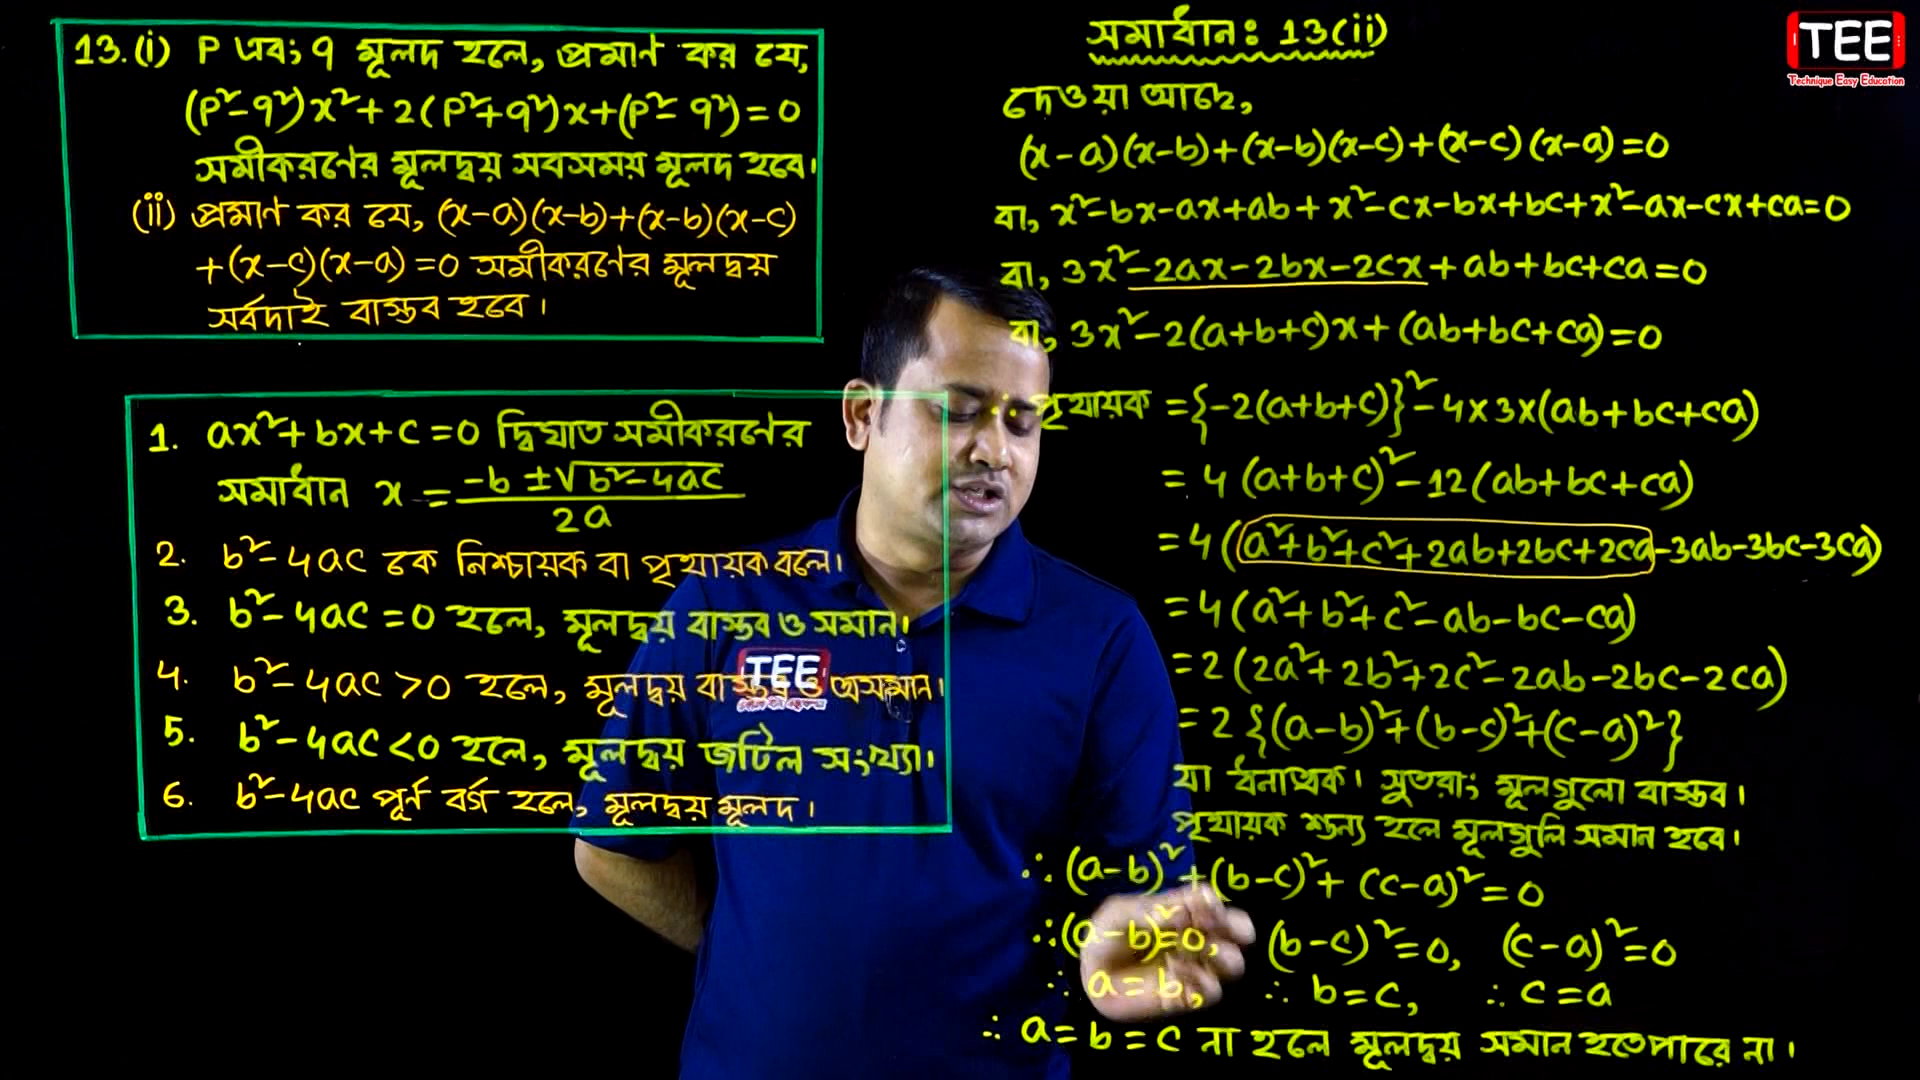 13.(i) P এবং q মূলদ হলে, প্রমাণ কর যে,
(p²-q²)x²+2(p²+q²)x+(p²-q²)=0
সমীকরণের মূলদ্বয় সবসময় মূলদ হবে।
(ii) প্রমাণ কর যে, (x-a)(x-b)+(x-b)(x-c)
+(x-c)(x-a)=0 সমীকরণের মূলদ্বয়
সর্বদাই বাস্তব হবে।
1. ax²+bx+c=0 দ্বিঘাত সমীকরণের
সমাধান x = (-b ±√(b²-4ac))/2a
2. b²-4ac কে নিশ্চায়ক বা পৃথায়ক বলে।
3. b²-4ac=0 হলে, মূলদ্বয় বাস্তব ও সমান।
4. b²-4ac>0 হলে, মূলদ্বয় বাস্তব ও অসমান।
5. b²-4ac<0 হলে, মূলদ্বয় জটিল সংখ্যা।
6. b²-4ac পূর্ন বর্গ হলে, মূলদ্বয় মূলদ।
TEE
সমাধান: 13(ii)
দেওয়া আছে,
(x-a)(x-b)+(x-b)(x-c)+(x-c)(x-a)=0
বা, x²-bx-ax+ab+x²-cx-bx+bc+x²-ax-cx+ca=0
বা, 3x²-2ax-2bx-2cx+ab+bc+ca=0
বা, 3x²-2(a+b+c)x+(ab+bc+ca)=0
∴ পৃথায়ক ={-2(a+b+c)}²-4×3×(ab+bc+ca)
= 4(a+b+c)²-12(ab+bc+ca)
=4(a²+b²+c²+2ab+2bc+2ca-3ab-3bc-3ca)
=4(a²+b²+c²-ab-bc-ca)
=2(2a²+2b²+2c²-2ab-2bc-2ca)
=2{(a-b)²+(b-c)²+(c-a)²}
যা ধনাত্মক। সুতরাং মূলগুলো বাস্তব।
পৃথায়ক শুন্য হলে মূলগুলি সমান হবে।
∴ (a-b)²+(b-c)²+(c-a)²=0
∴(a-b)²=0, (b-c)²=0, (c-a)²=0
∴ a=b, ∴ b=c, ∴ c=a
∴ a=b=c না হলে মূলদ্বয় সমান হতে পারে না।
TEE
Technique Easy Education